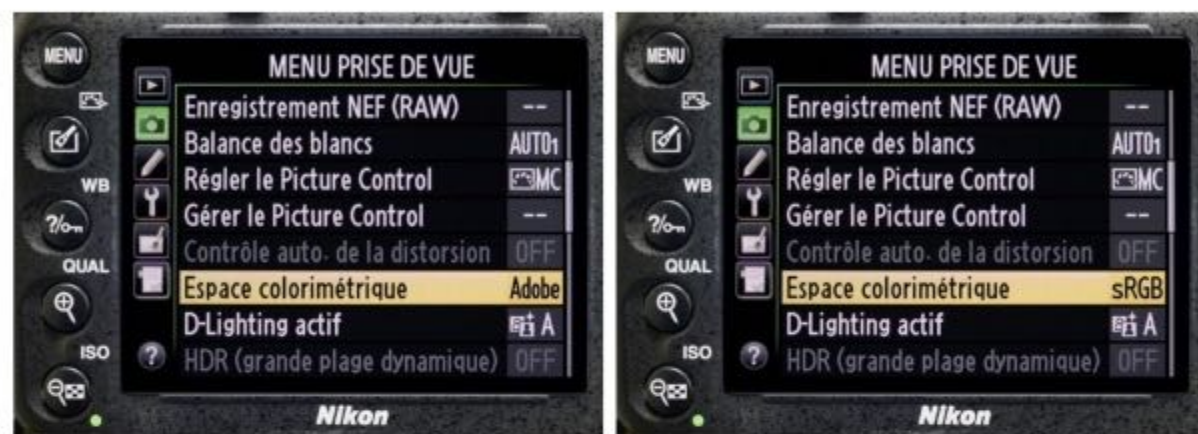 MENU
MENU PRISE DE VUE
Enregistrement NEF (RAW) --
Balance des blancs AUTO1
WB
Régler le Picture Control MC
?/On
Gérer le Picture Control --
Contrôle auto. de la distorsion OFF
QUAL
Espace colorimétrique Adobe
D-Lighting actif A
ISO
? HDR (grande plage dynamique) OFF
Nikon
MENU
MENU PRISE DE VUE
Enregistrement NEF (RAW) --
Balance des blancs AUTO1
WB
Régler le Picture Control MC
?/On
Gérer le Picture Control --
Contrôle auto. de la distorsion OFF
QUAL
Espace colorimétrique sRGB
D-Lighting actif A
ISO
? HDR (grande plage dynamique) OFF
Nikon